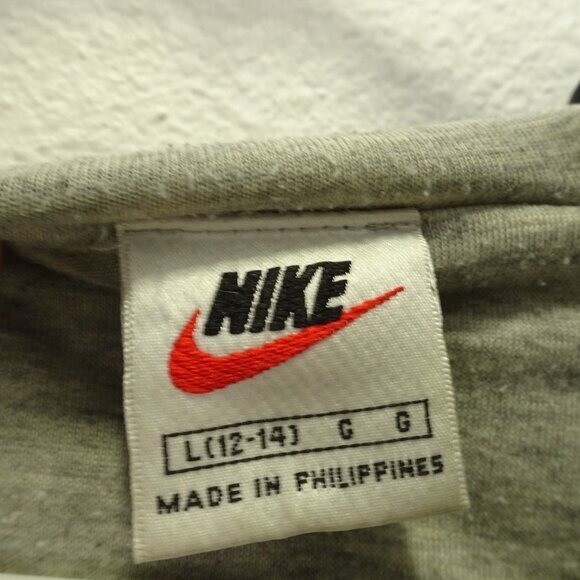 NIKE
L(12-14) G G
MADE IN PHILIPPINES